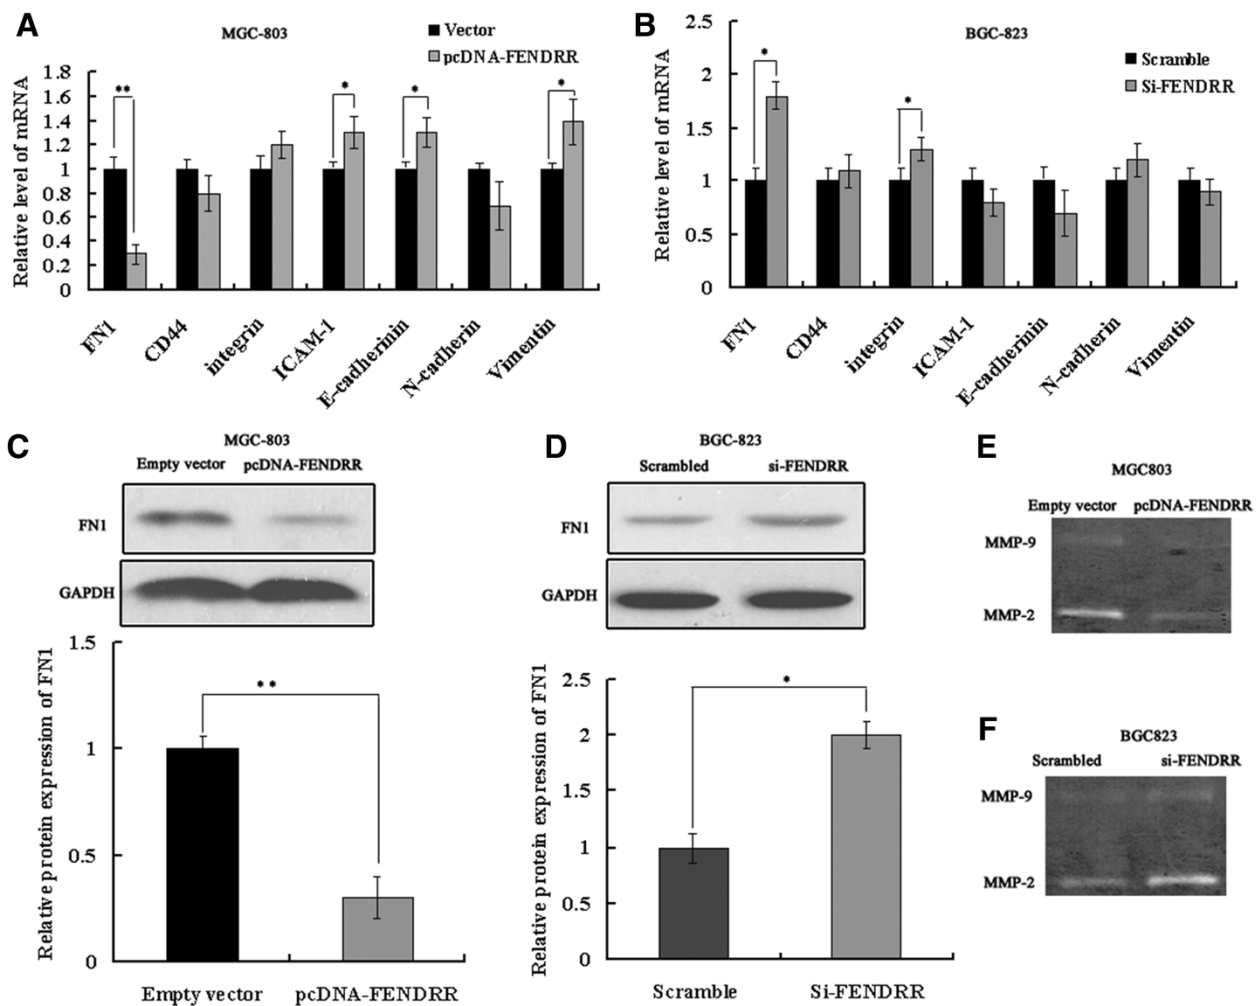 A
MGC-803
Vector
pcDNA-FENDRR
Relative level of mRNA
1.8
1.6
1.4
1.2
1
0.8
0.6
0.4
0.2
0
**
*
*
*
FN1
CD44
integrin
ICAM-1
E-cadherinin
N-cadherin
Vimentin
B
BGC-823
Scramble
Si-FENDRR
Relative level of mRNA
2.5
2
1.5
1
0.5
0
*
*
FN1
CD44
integrin
ICAM-1
E-cadherinin
N-cadherin
Vimentin
C
MGC-803
Empty vector pcDNA-FENDRR
FN1
GAPDH
Relative protein expression of FN1
1.5
1
0.5
0
**
Empty vector pcDNA-FENDRR
D
BGC-823
Scrambled si-FENDRR
FN1
GAPDH
Relative protein expression of FN1
2.5
2
1.5
1
0.5
0
*
Scramble Si-FENDRR
E
MGC803
Empty vector pcDNA-FENDRR
MMP-9
MMP-2
F
BGC823
Scrambled si-FENDRR
MMP-9
MMP-2